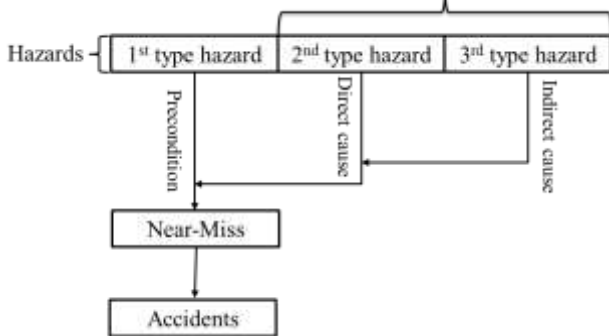 Hazards
1st type hazard
2nd type hazard
3rd type hazard
Precondition
Direct cause
Indirect cause
Near-Miss
Accidents